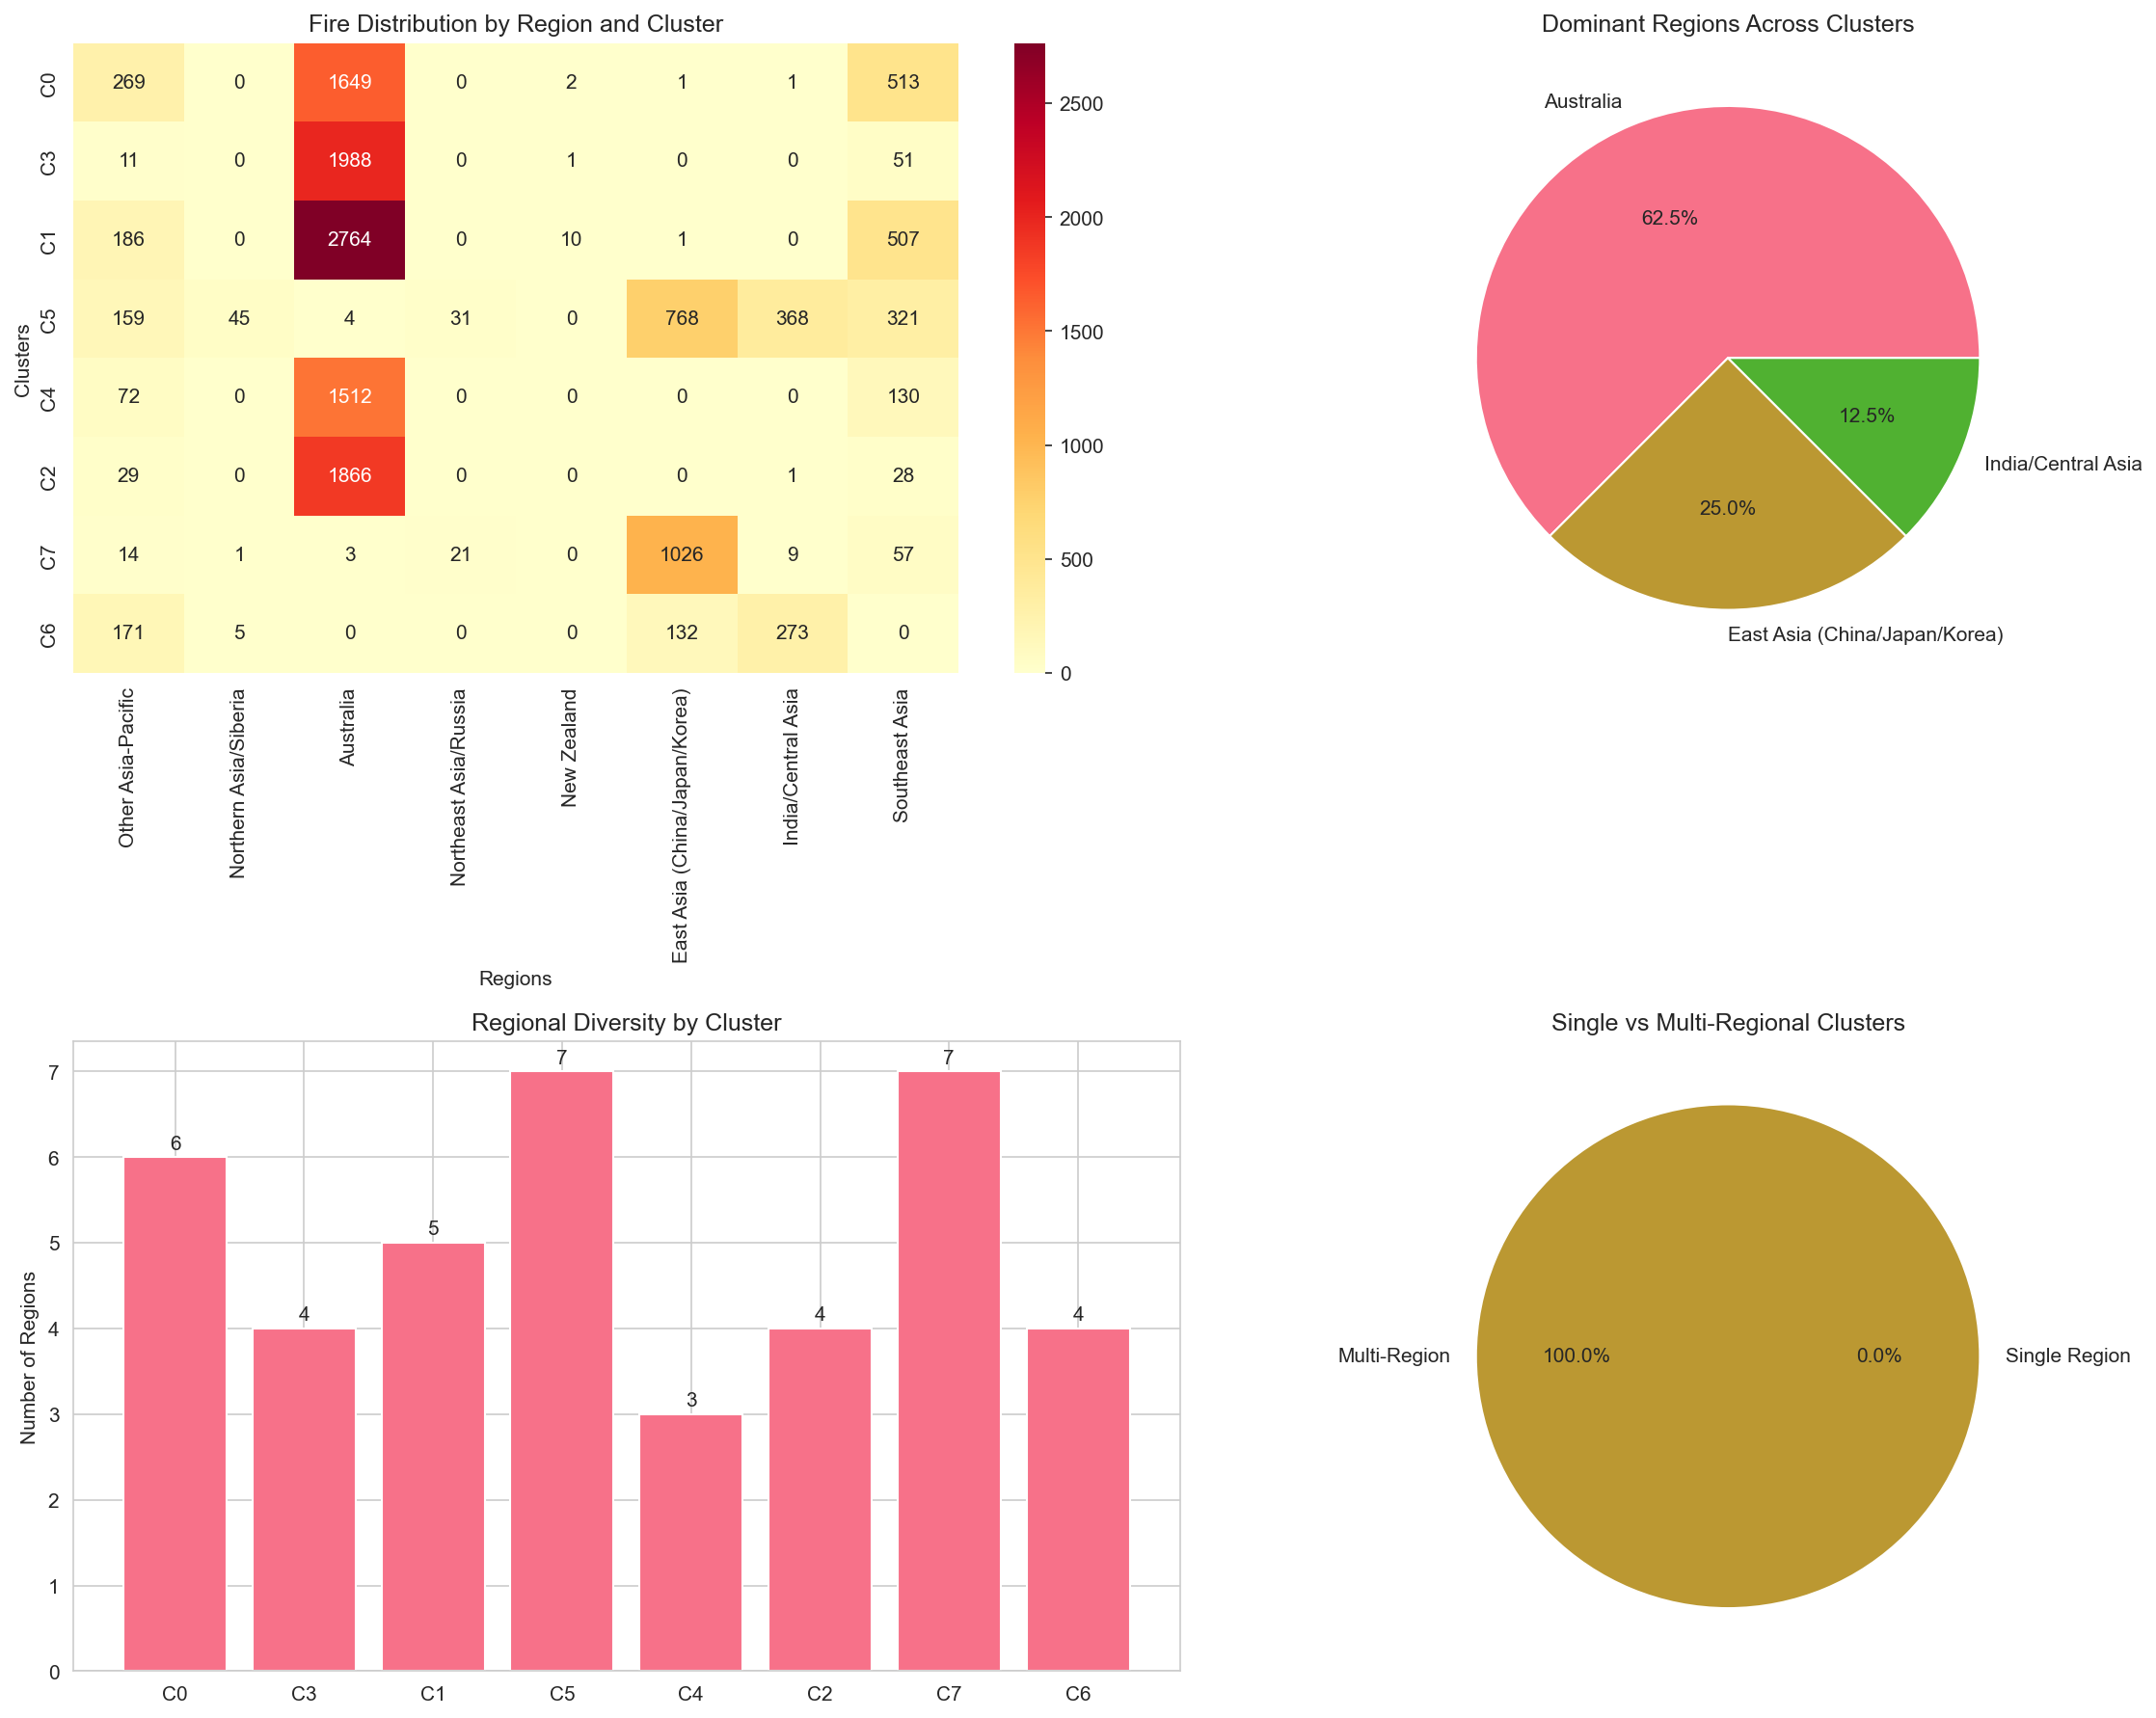 Fire Distribution by Region and Cluster
Clusters
C0 269 0 1649 0 2 1 1 513
C3 11 0 1988 0 1 0 0 51
C1 186 0 2764 0 10 1 0 507
C5 159 45 4 31 0 768 368 321
C4 72 0 1512 0 0 0 0 130
C2 29 0 1866 0 0 0 1 28
C7 14 1 3 21 0 1026 9 57
C6 171 5 0 0 0 132 273 0
Other Asia-Pacific
Northern Asia/Siberia
Australia
Northeast Asia/Russia
New Zealand
East Asia (China/Japan/Korea)
India/Central Asia
Southeast Asia
Regions
2500
2000
1500
1000
500
0
Dominant Regions Across Clusters
Australia
62.5%
12.5%
India/Central Asia
25.0%
East Asia (China/Japan/Korea)
Regional Diversity by Cluster
Number of Regions
7
6
5
4
3
2
1
0
6
4
5
7
3
4
7
4
C0 C3 C1 C5 C4 C2 C7 C6
Single vs Multi-Regional Clusters
Multi-Region
100.0%
0.0%
Single Region